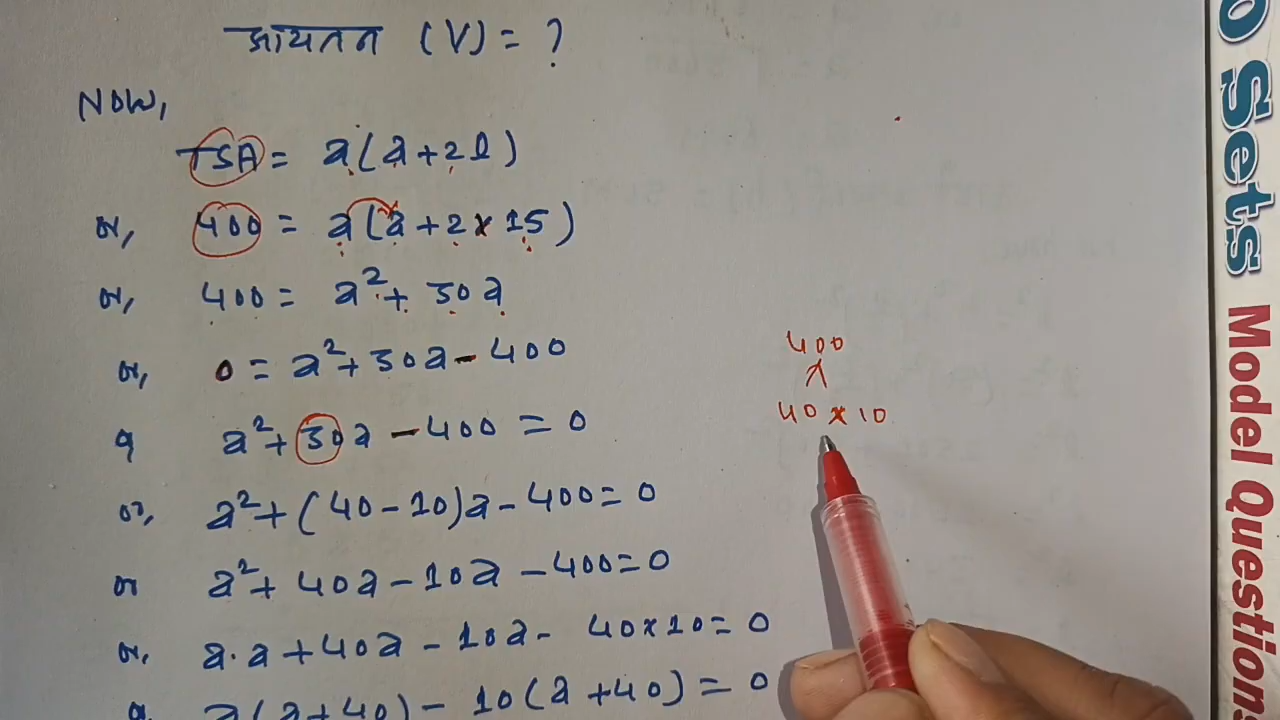 आयतन (V) = ?
Now,
TSA = a(a+2l)
or, 400 = a(a+2×15)
or, 400 = a²+30a
or, 0 = a²+30a-400
a²+30a-400=0
or, a²+(40-10)a-400=0
or a²+40a-10a-400=0
or, a.a+40a-10a-40×10=0
a(a+40)-10(a+40)=0
400
40×10
0 Sets Model Questions